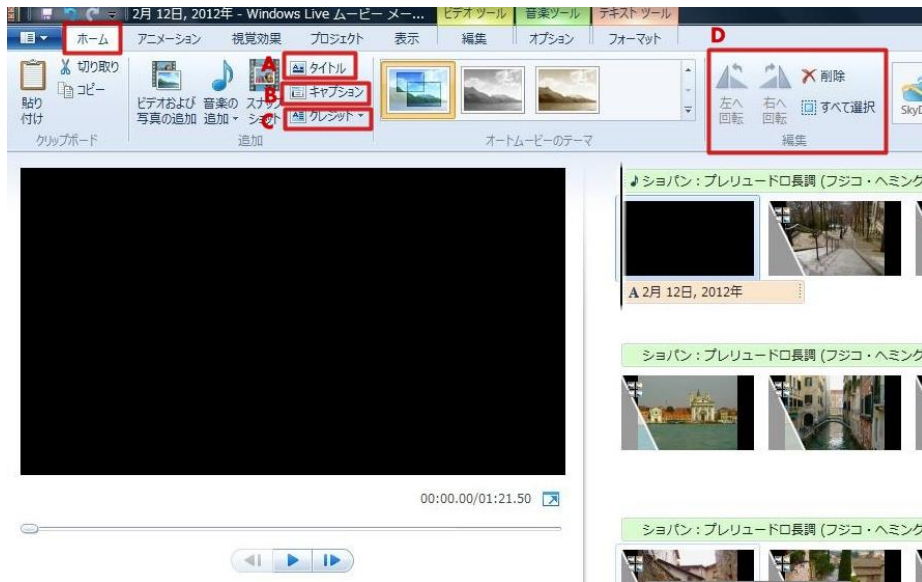 2月 12日, 2012年 - Windows Live ムービー メー...
ビデオ ツール
音楽ツール
テキスト ツール
ホーム
アニメーション
視覚効果
プロジェクト
表示
編集
オプション
フォーマット
D
貼り
付け
切り取り
コピー
クリップボード
ビデオおよび
写真の追加
音楽の
追加
スナップ
ショット
A
タイトル
B
キャプション
C
クレジット
追加
オートムービーのテーマ
左へ
回転
右へ
回転
削除
すべて選択
編集
ショパン : プレリュードロ長調 (フジコ・ヘミング
A 2月 12日, 2012年
ショパン : プレリュードロ長調 (フジコ・ヘミング
00:00.00/01:21.50
ショパン : プレリュードロ長調 (フジコ・ヘミング